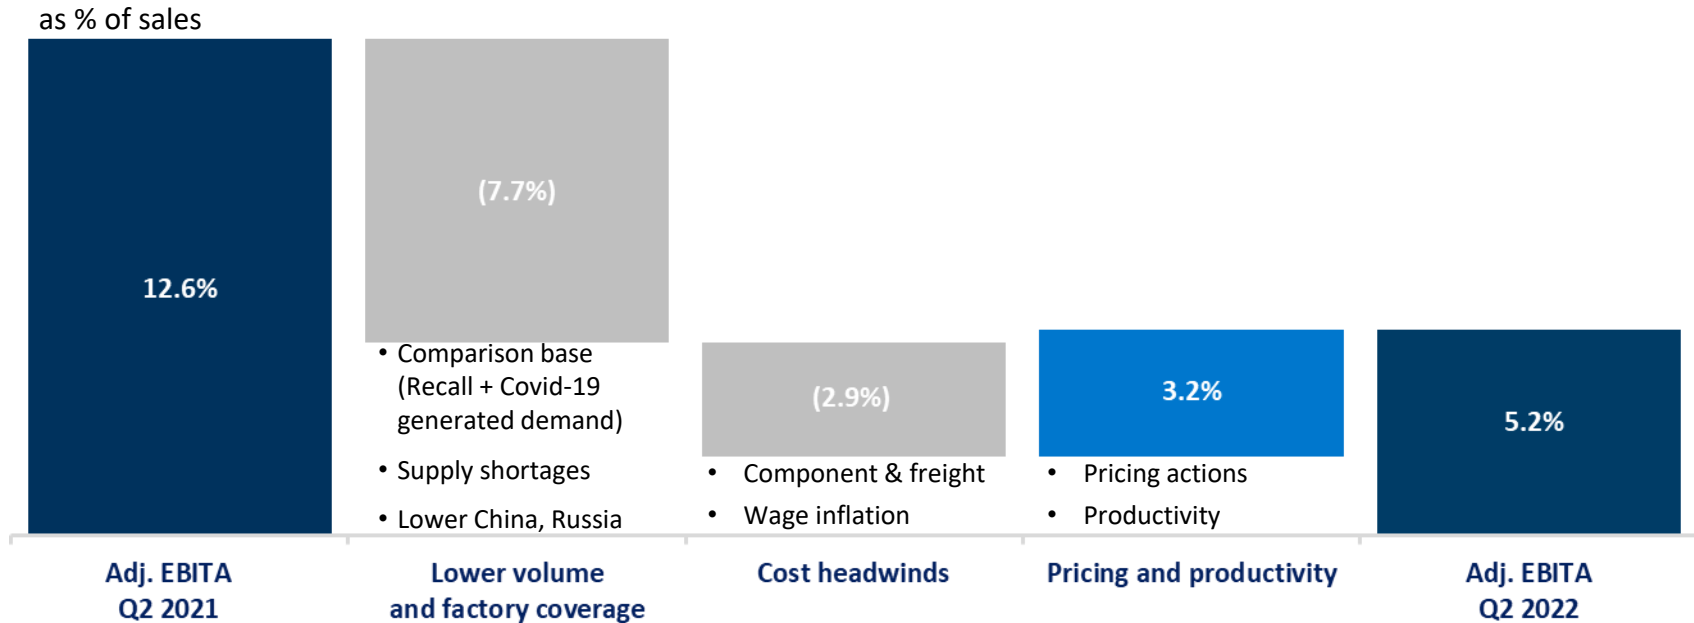 as % of sales
12.6%
(7.7%)
• Comparison base
(Recall + Covid-19
generated demand)
• Supply shortages
• Lower China, Russia
(2.9%)
• Component & freight
• Wage inflation
3.2%
• Pricing actions
• Productivity
5.2%
Adj. EBITA
Q2 2021
Lower volume
and factory coverage
Cost headwinds
Pricing and productivity
Adj. EBITA
Q2 2022